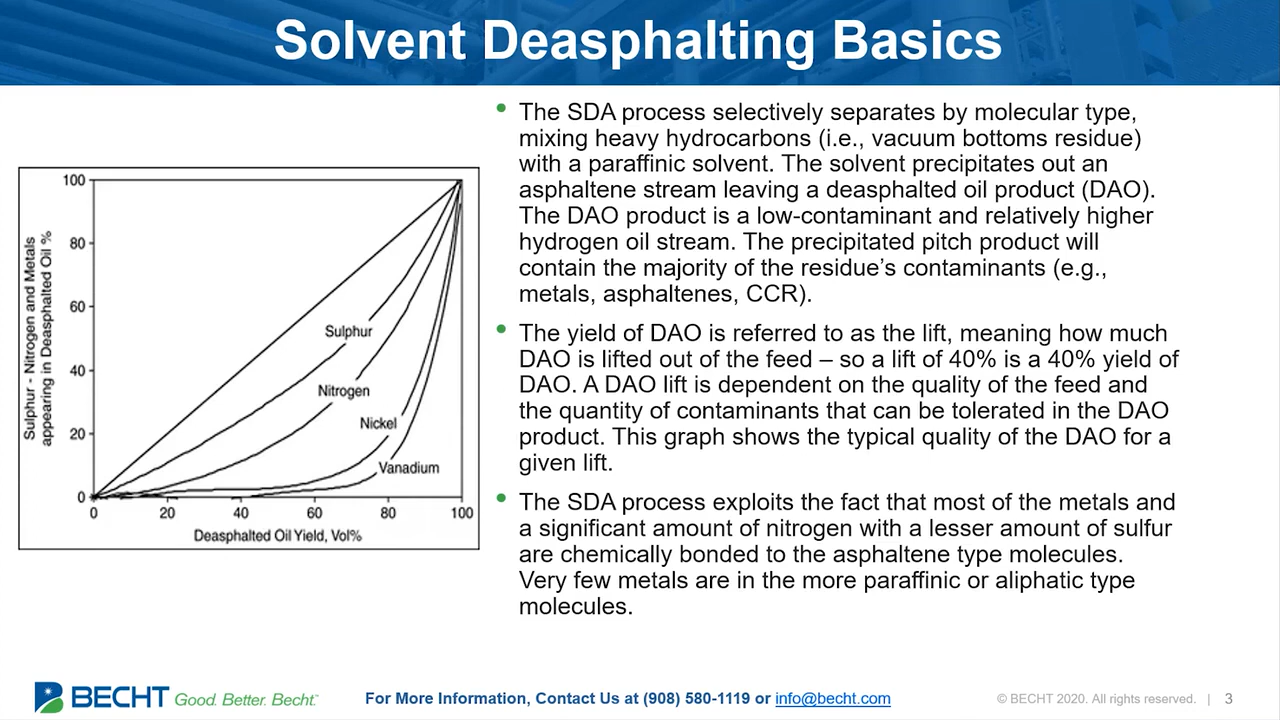 Solvent Deasphalting Basics
Sulphur - Nitrogen and Metals
appearing in Deasphalted Oil %
100
80
60
40
20
0
Sulphur
Nitrogen
Nickel
Vanadium
0 20 40 60 80 100
Deasphalted Oil Yield, Vol%
• The SDA process selectively separates by molecular type,
mixing heavy hydrocarbons (i.e., vacuum bottoms residue)
with a paraffinic solvent. The solvent precipitates out an
asphaltene stream leaving a deasphalted oil product (DAO).
The DAO product is a low-contaminant and relatively higher
hydrogen oil stream. The precipitated pitch product will
contain the majority of the residue's contaminants (e.g.,
metals, asphaltenes, CCR).
• The yield of DAO is referred to as the lift, meaning how much
DAO is lifted out of the feed – so a lift of 40% is a 40% yield of
DAO. A DAO lift is dependent on the quality of the feed and
the quantity of contaminants that can be tolerated in the DAO
product. This graph shows the typical quality of the DAO for a
given lift.
• The SDA process exploits the fact that most of the metals and
a significant amount of nitrogen with a lesser amount of sulfur
are chemically bonded to the asphaltene type molecules.
Very few metals are in the more paraffinic or aliphatic type
molecules.
BECHT Good. Better. Becht.™
For More Information, Contact Us at (908) 580-1119 or info@becht.com
© BECHT 2020. All rights reserved. | 3